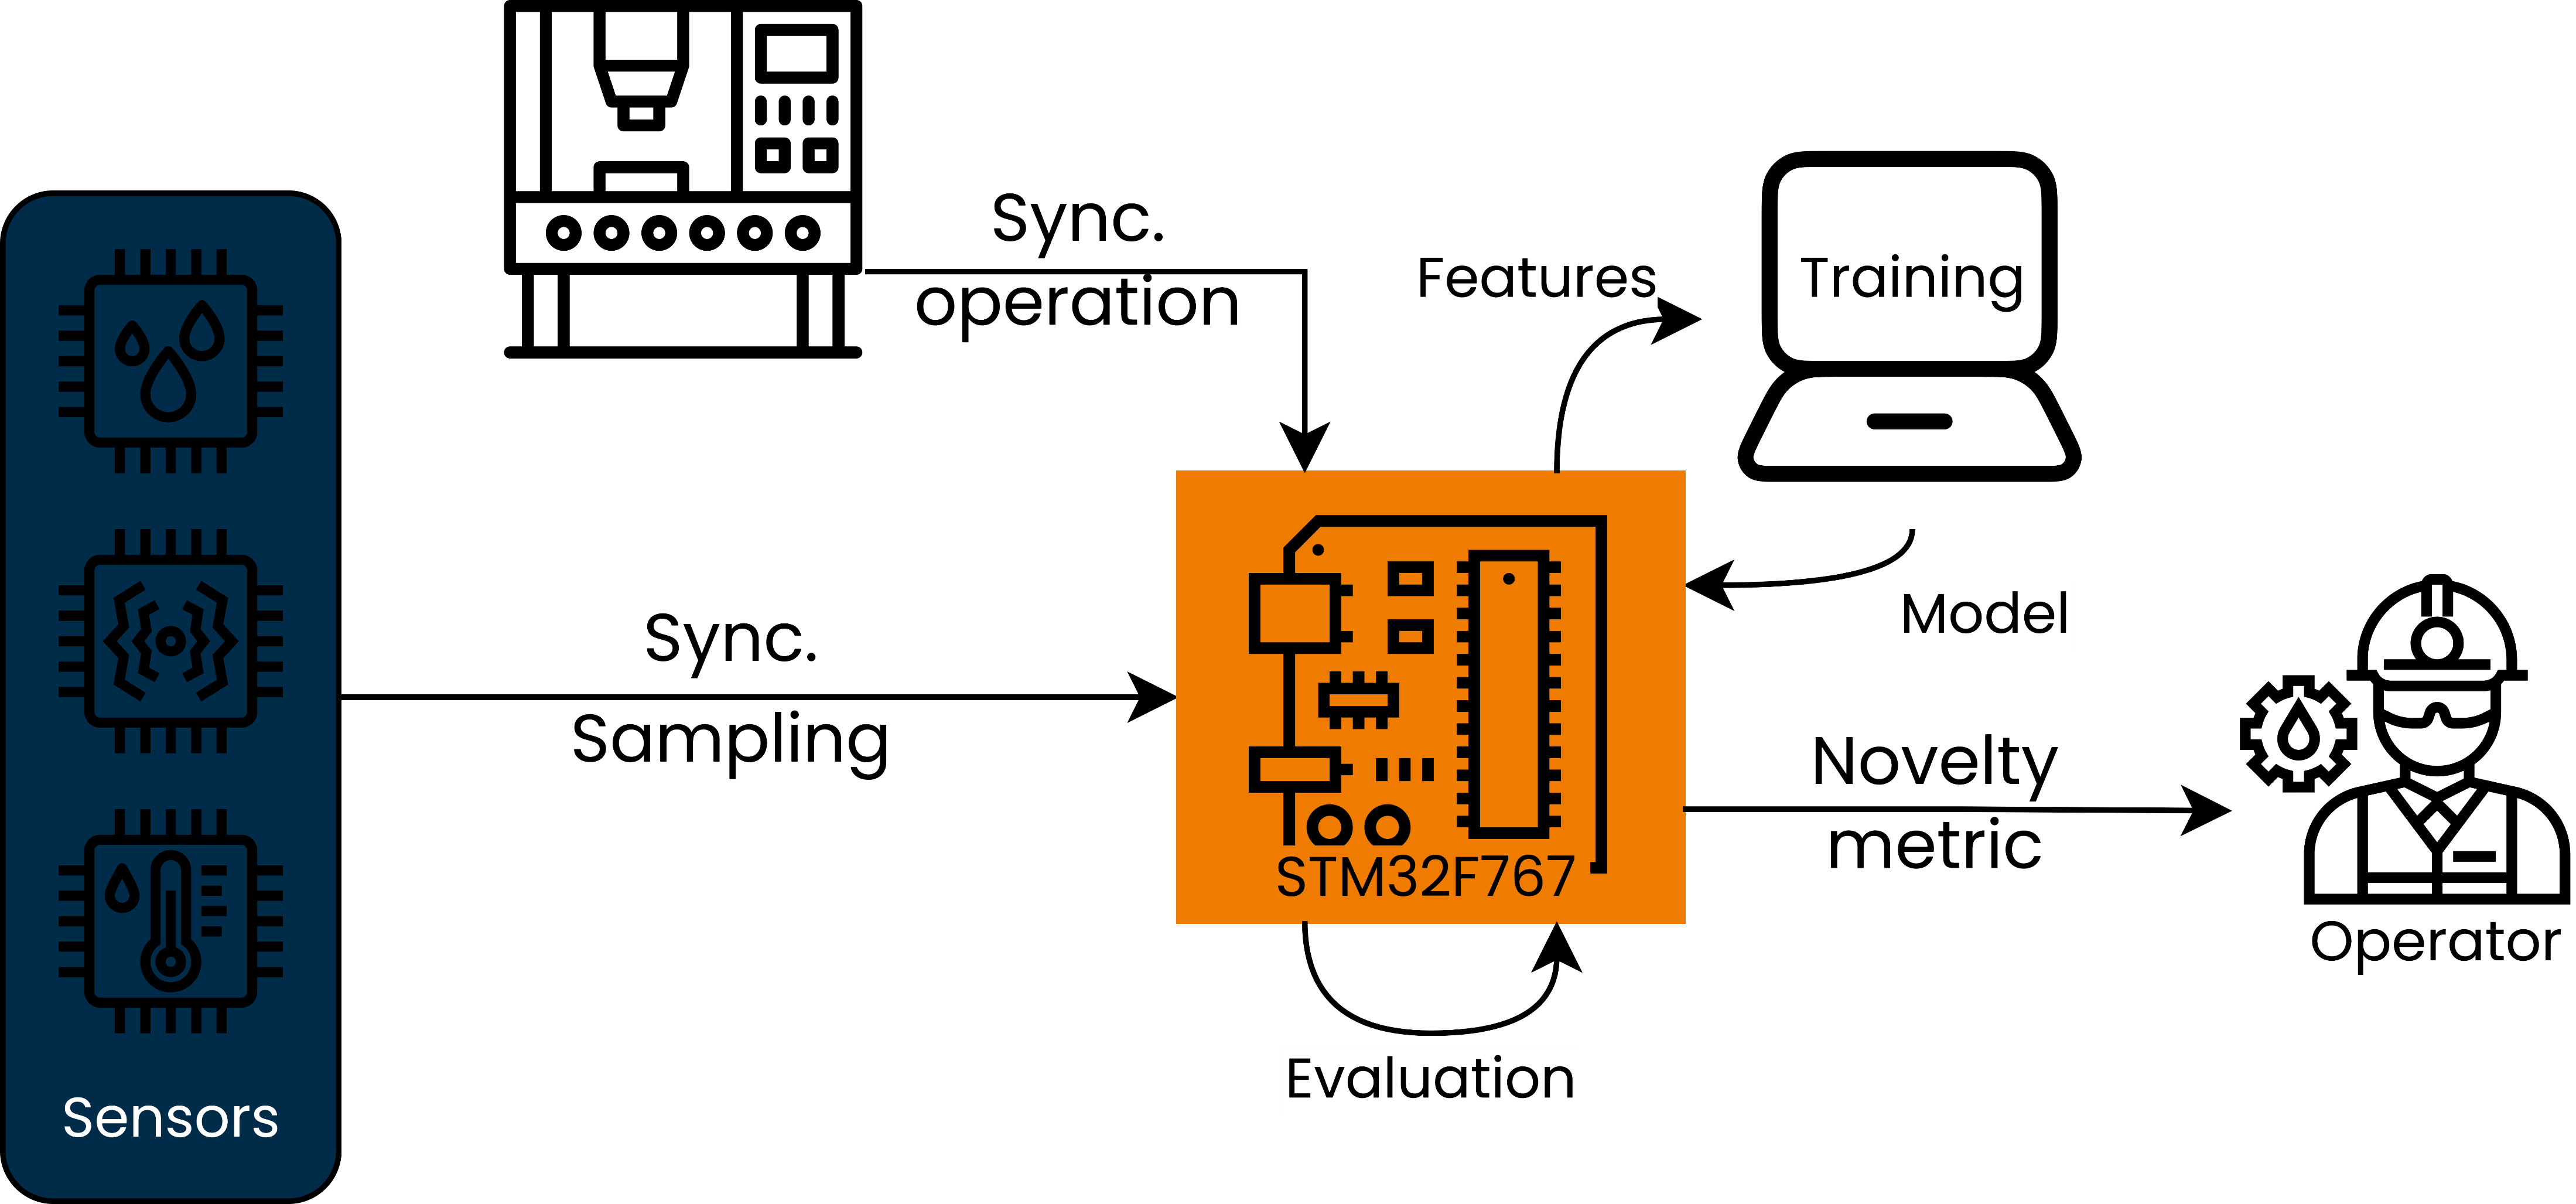 Sync.
operation
Features
Training
Sync.
Sampling
Model
Novelty
metric
STM32F767
Operator
Evaluation
Sensors